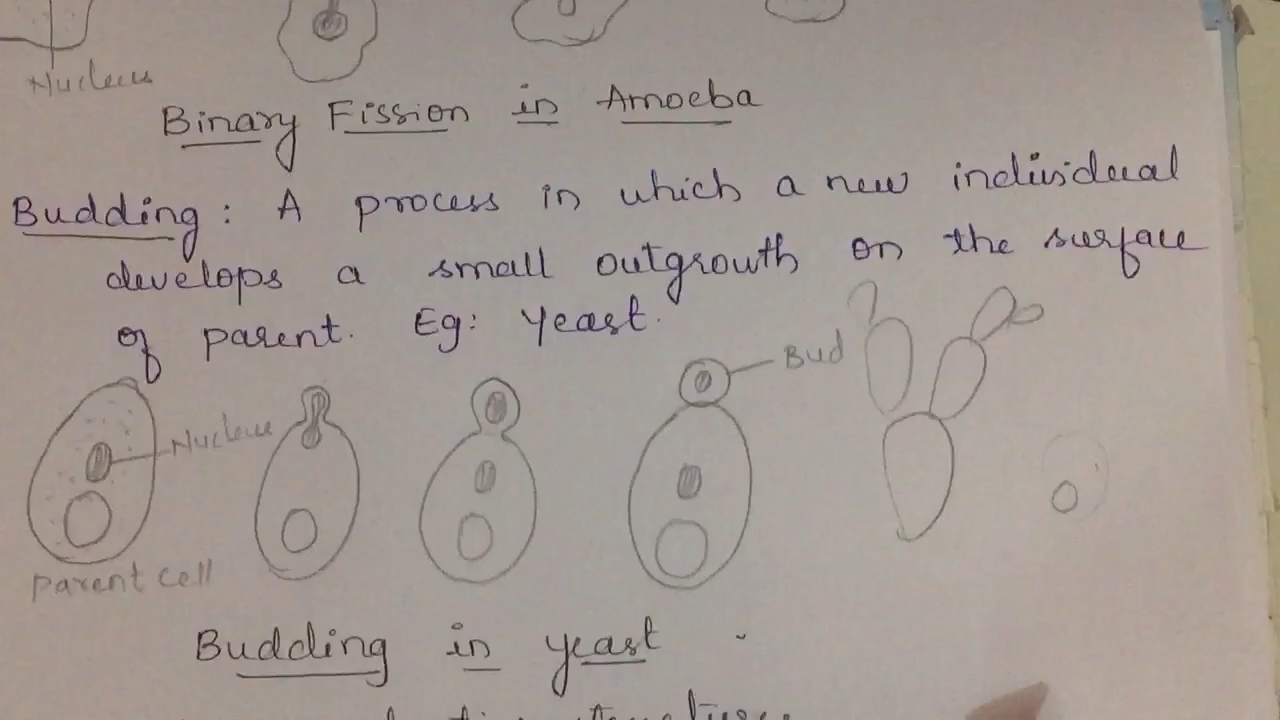 Nucleus
Binary Fission in Amoeba
Budding: A process in which a new individual
develops a small outgrowth on the surface
of parent. Eg: Yeast.
Bud
Nucleus
Parent cell
Budding in yeast